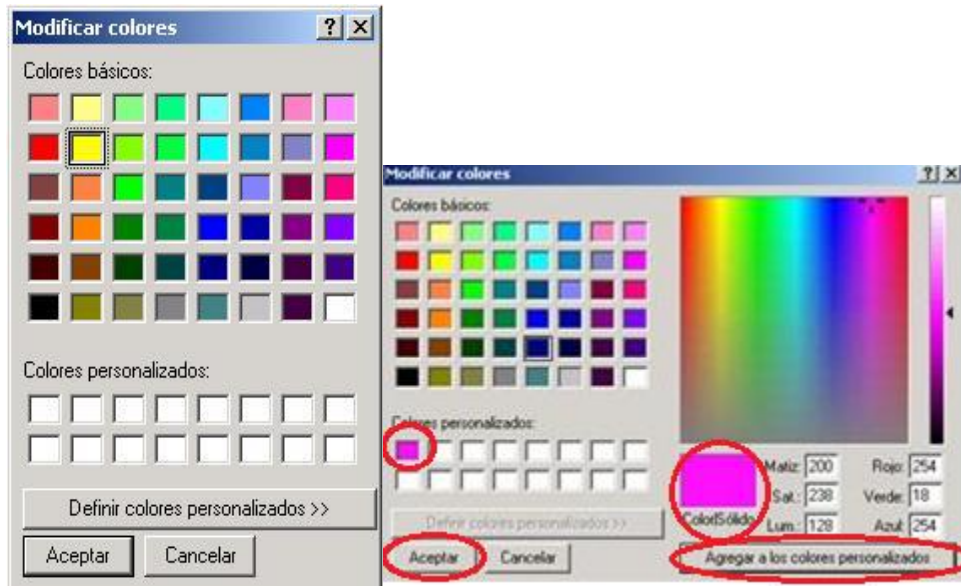 Modificar colores
Colores básicos:
Colores personalizados:
Definir colores personalizados >>
Aceptar Cancelar
Modificar colores
Colores básicos:
Colores personalizados:
Definir colores personalizados >>
Aceptar Cancelar
Color|Sólido
Matiz: 200 Rojo: 254
Sat.: 238 Verde: 18
Lum.: 128 Azul: 254
Agregar a los colores personalizados